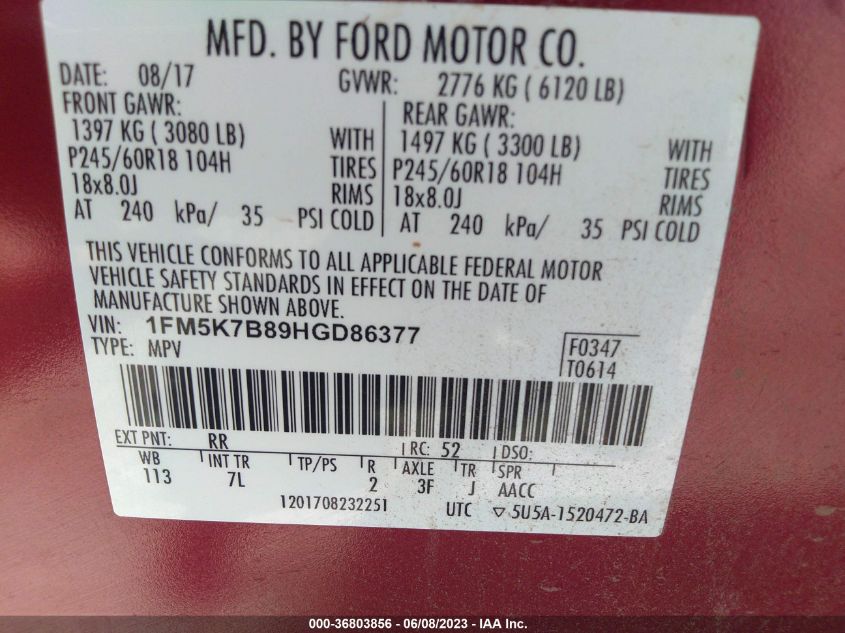 MFD. BY FORD MOTOR CO.
DATE: 08/17 GVWR: 2776 KG ( 6120 LB)
FRONT GAWR: REAR GAWR:
1397 KG ( 3080 LB) WITH 1497 KG ( 3300 LB) WITH
P245/60R18 104H TIRES P245/60R18 104H TIRES
18x8.0J RIMS 18x8.0J RIMS
AT 240 kPa/ 35 PSI COLD AT 240 kPa/ 35 PSI COLD
THIS VEHICLE CONFORMS TO ALL APPLICABLE FEDERAL MOTOR
VEHICLE SAFETY STANDARDS IN EFFECT ON THE DATE OF
MANUFACTURE SHOWN ABOVE.
VIN: 1FM5K7B89HGD86377
TYPE: MPV F0347
T0614
EXT PNT: RR RC: 52 DSO:
WB INT TR TP/PS R AXLE TR SPR
113 7L 2 3F J AACC
1201708232251 UTC ▽ 5U5A-1520472-BA
000-36803856 | 06/08/2023 - IAA Inc.